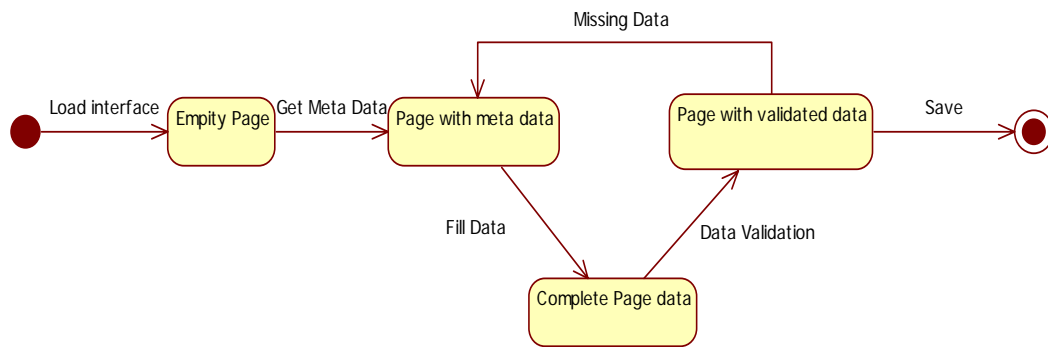 Missing Data
Load interface
Empity Page
Get Meta Data
Page with meta data
Page with validated data
Save
Fill Data
Data Validation
Complete Page data